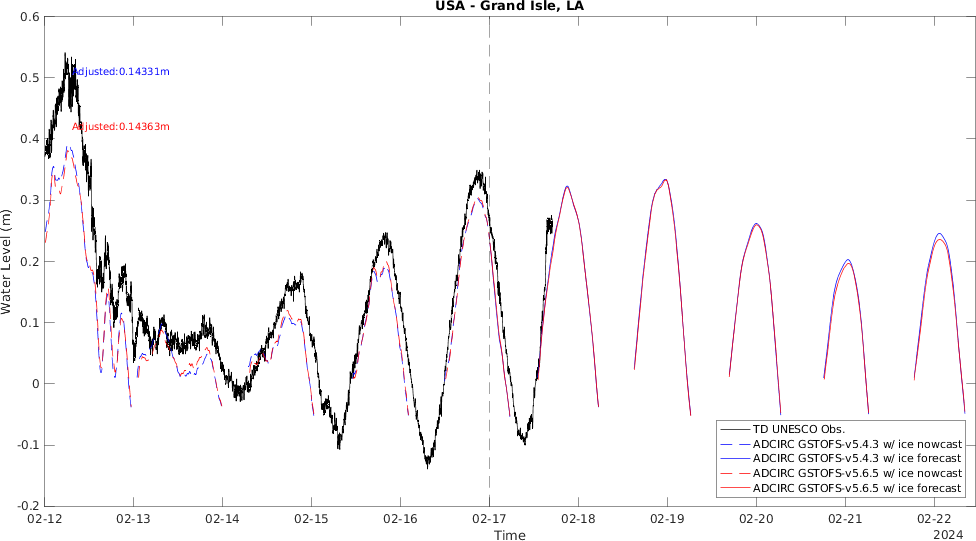 USA - Grand Isle, LA
0.6
0.5
0.4
0.3
0.2
0.1
0
-0.1
-0.2
Water Level (m)
Adjusted:0.14331m
Adjusted:0.14363m
TD UNESCO Obs.
ADCIRC GSTOFS-v5.4.3 w/ ice nowcast
ADCIRC GSTOFS-v5.4.3 w/ ice forecast
ADCIRC GSTOFS-v5.6.5 w/ ice nowcast
ADCIRC GSTOFS-v5.6.5 w/ ice forecast
02-12 02-13 02-14 02-15 02-16 02-17 02-18 02-19 02-20 02-21 02-22
Time 2024